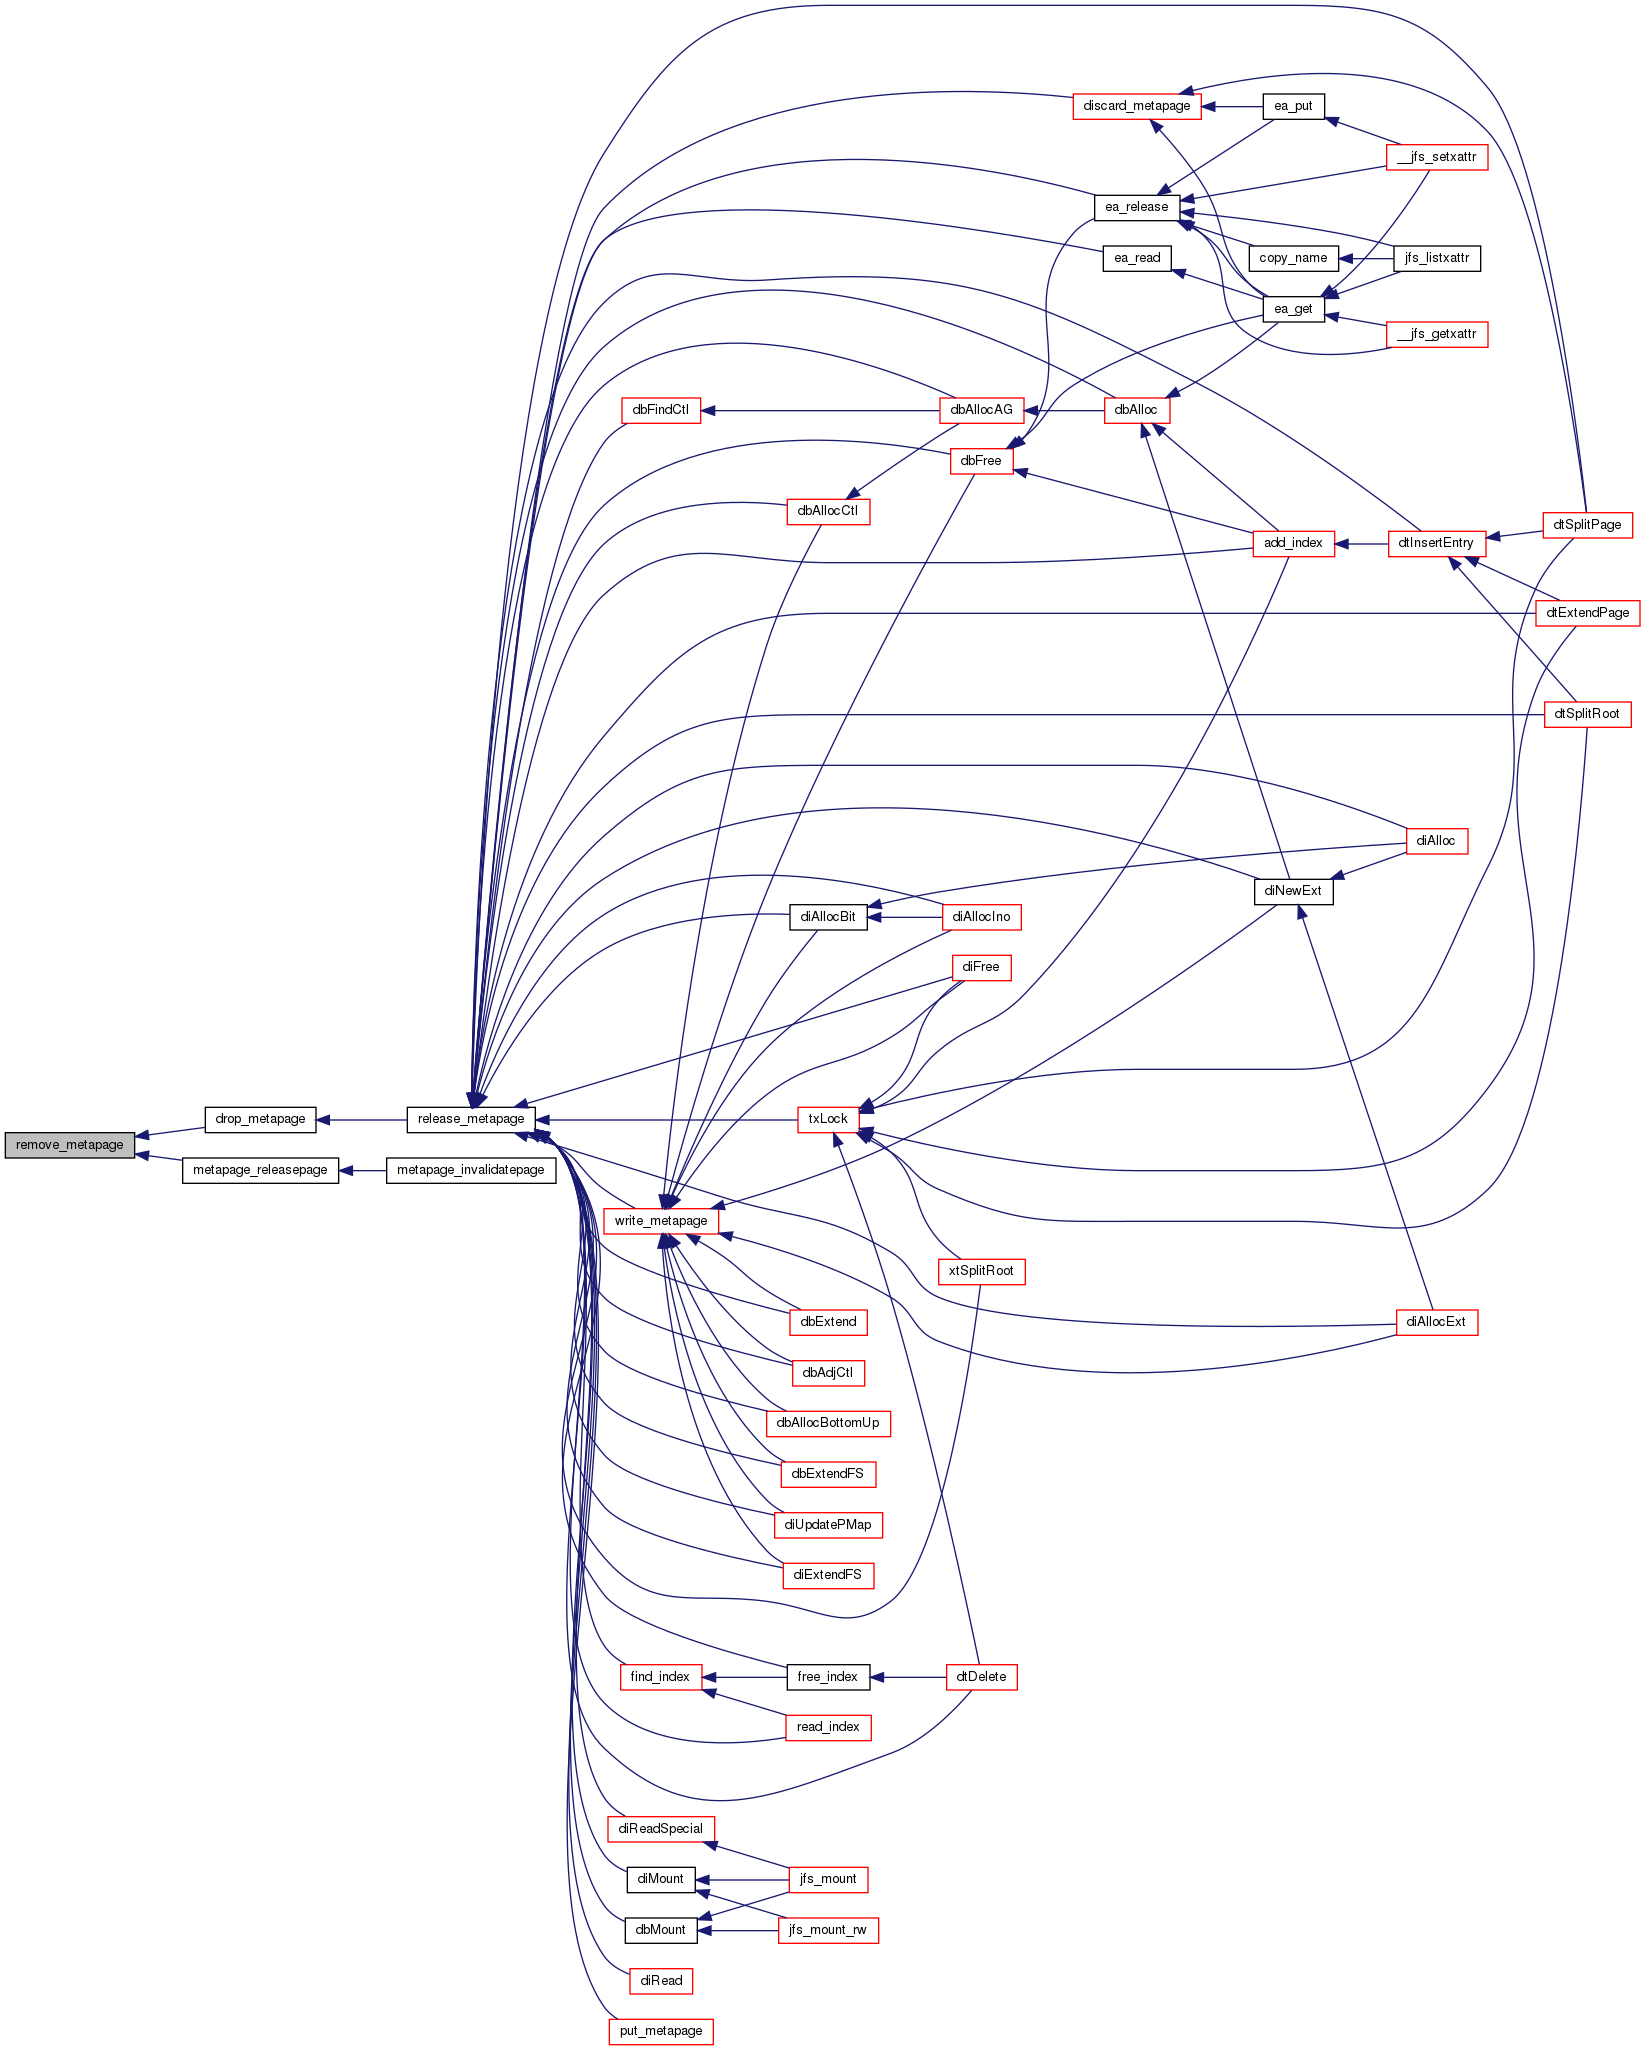 discard_metapage
ea_put
__jfs_setxattr
ea_release
ea_read
copy_name
jfs_listxattr
ea_get
__jfs_getxattr
dbFindCtl
dbAllocAG
dbAlloc
dbFree
dbAllocCtl
dtSplitPage
add_index
dtInsertEntry
dtExtendPage
dtSplitRoot
diAlloc
diNewExt
diAllocBit
diAllocIno
diFree
drop_metapage
release_metapage
txLock
remove_metapage
metapage_releasepage
metapage_invalidatepage
write_metapage
xtSplitRoot
dbExtend
diAllocExt
dbAdjCtl
dbAllocBottomUp
dbExtendFS
diUpdatePMap
diExtendFS
find_index
free_index
dtDelete
read_index
diReadSpecial
diMount
jfs_mount
dbMount
jfs_mount_rw
diRead
put_metapage